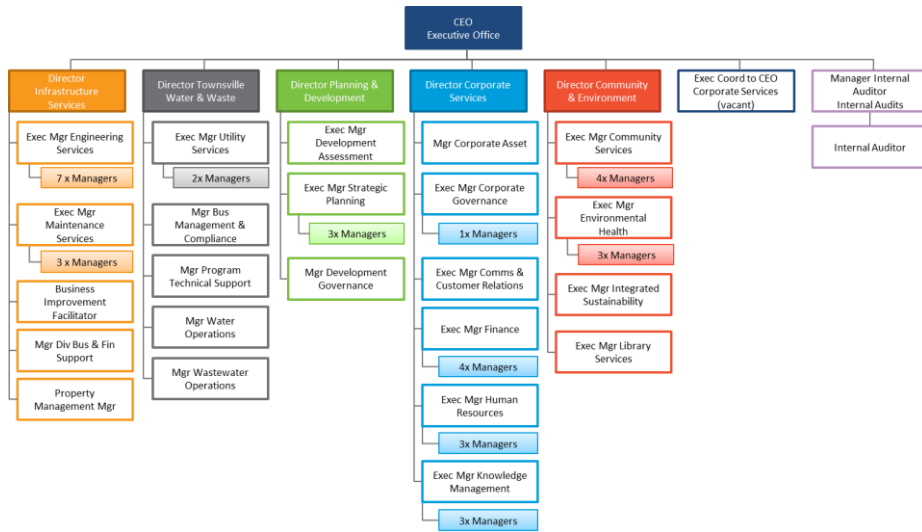 CEO
Executive Office
Director
Infrastructure
Services
Exec Mgr Engineering
Services
7 x Managers
Exec Mgr
Maintenance Services
3 x Managers
Business
Improvement
Facilitator
Mgr Div Bus & Fin
Support
Property
Management Mgr
Director Townsville
Water & Waste
Exec Mgr Utility
Services
2x Managers
Mgr Bus
Management &
Compliance
Mgr Program
Technical Support
Mgr Water
Operations
Mgr Wastewater
Operations
Director Planning &
Development
Exec Mgr
Development
Assessment
Exec Mgr Strategic
Planning
3x Managers
Mgr Development
Governance
Director Corporate
Services
Mgr Corporate Asset
Exec Mgr Corporate
Governance
1x Managers
Exec Mgr Comms &
Customer Relations
Exec Mgr Finance
4x Managers
Exec Mgr Human
Resources
3x Managers
Exec Mgr Knowledge
Management
3x Managers
Director Community
& Environment
Exec Mgr
Community Services
4x Managers
Exec Mgr
Environmental
Health
3x Managers
Exec Mgr Integrated
Sustainability
Exec Mgr Library
Services
Exec Coord to CEO
Corporate Services
(vacant)
Manager Internal
Auditor
Internal Audits
Internal Auditor